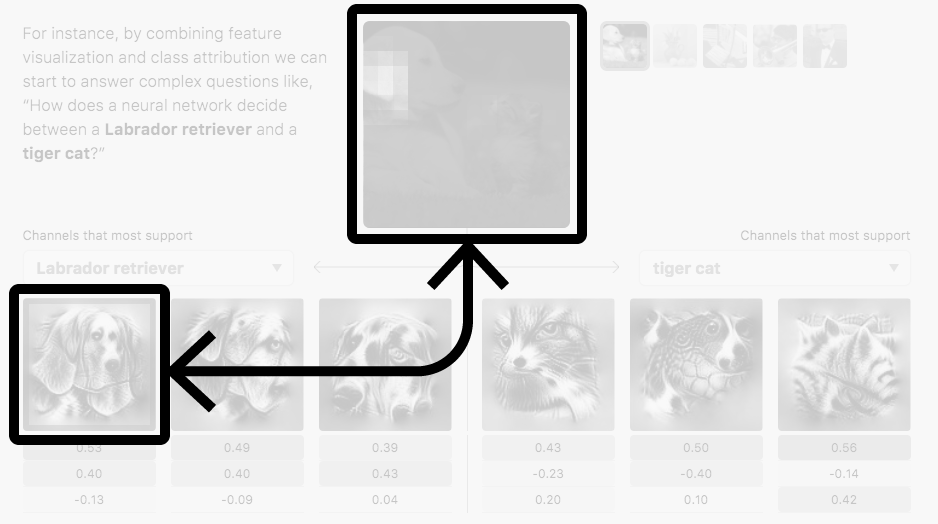 For instance, by combining feature
visualization and class attribution we can
start to answer complex questions like,
“How does a neural network decide
between a Labrador retriever and a
tiger cat?”
Channels that most support
Labrador retriever
Channels that most support
tiger cat
0.53 0.49 0.39 0.43 0.50 0.56
0.40 0.40 0.43 -0.23 -0.40 -0.14
-0.13 -0.09 0.04 0.20 0.10 0.42